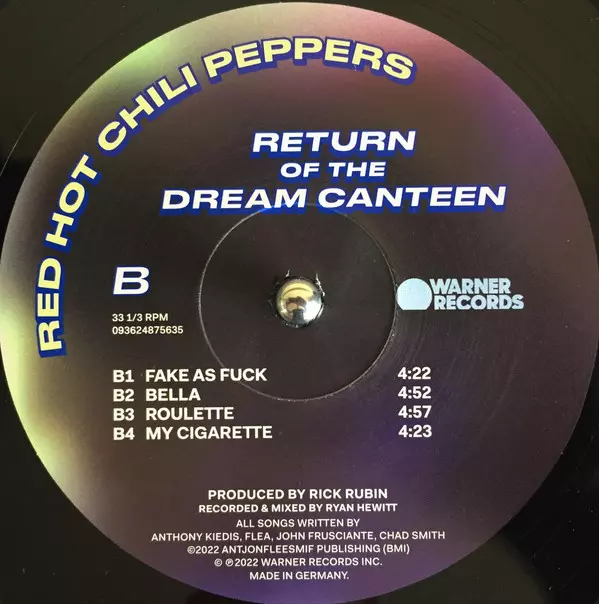 RED HOT CHILI PEPPERS
RETURN
OF THE
DREAM CANTEEN
B
33 1/3 RPM
093624875635
WARNER
RECORDS
B1 FAKE AS FUCK 4:22
B2 BELLA 4:52
B3 ROULETTE 4:57
B4 MY CIGARETTE 4:23
PRODUCED BY RICK RUBIN
RECORDED & MIXED BY RYAN HEWITT
ALL SONGS WRITTEN BY
ANTHONY KIEDIS, FLEA, JOHN FRUSCIANTE, CHAD SMITH
©2022 ANTJONFLEESMIF PUBLISHING (BMI)
© ℗2022 WARNER RECORDS INC.
MADE IN GERMANY.